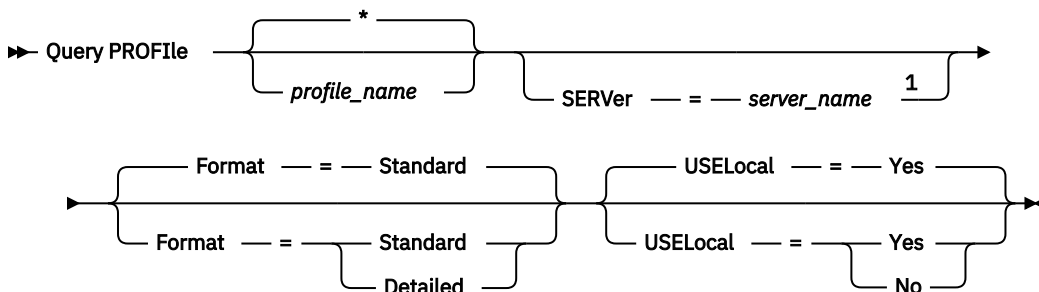 *
Query PROFIle
profile_name
SERVer = server_name 1
Format = Standard
USELocal = Yes
Format = Standard
Detailed
USELocal = Yes
No